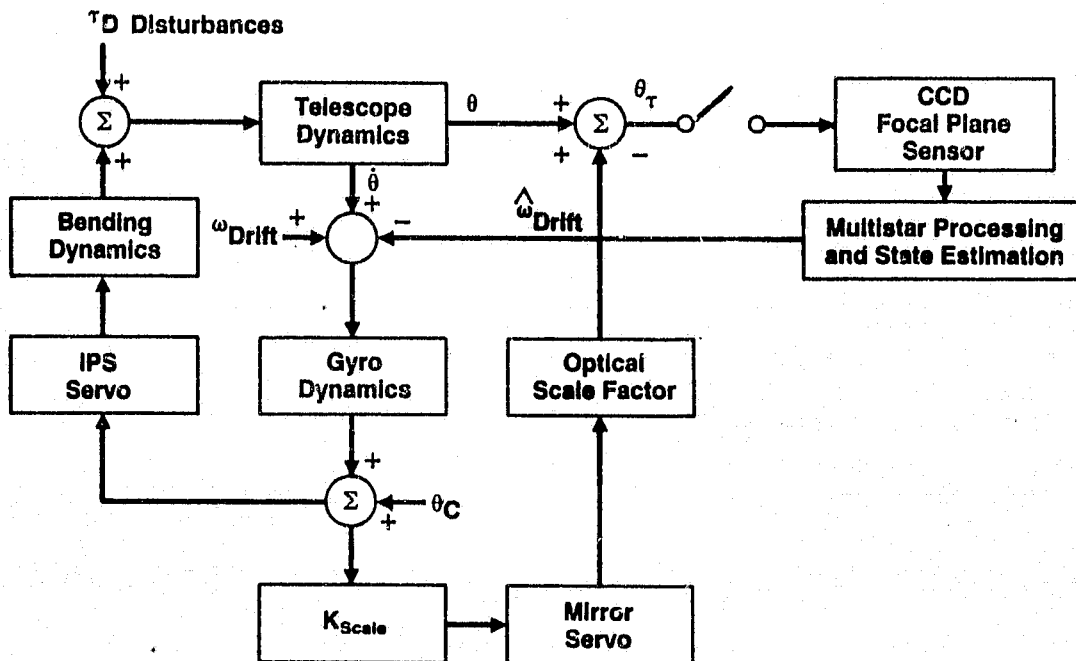 τD Disturbances
+
Σ
+
Telescope
Dynamics
θ
+
Σ
+
−
θT
CCD
Focal Plane
Sensor
θ̇
Bending
Dynamics
ωDrift
+
+
−
ω̂Drift
Multistar Processing
and State Estimation
IPS
Servo
Gyro
Dynamics
Optical
Scale Factor
+
Σ
+
θC
KScale
Mirror
Servo